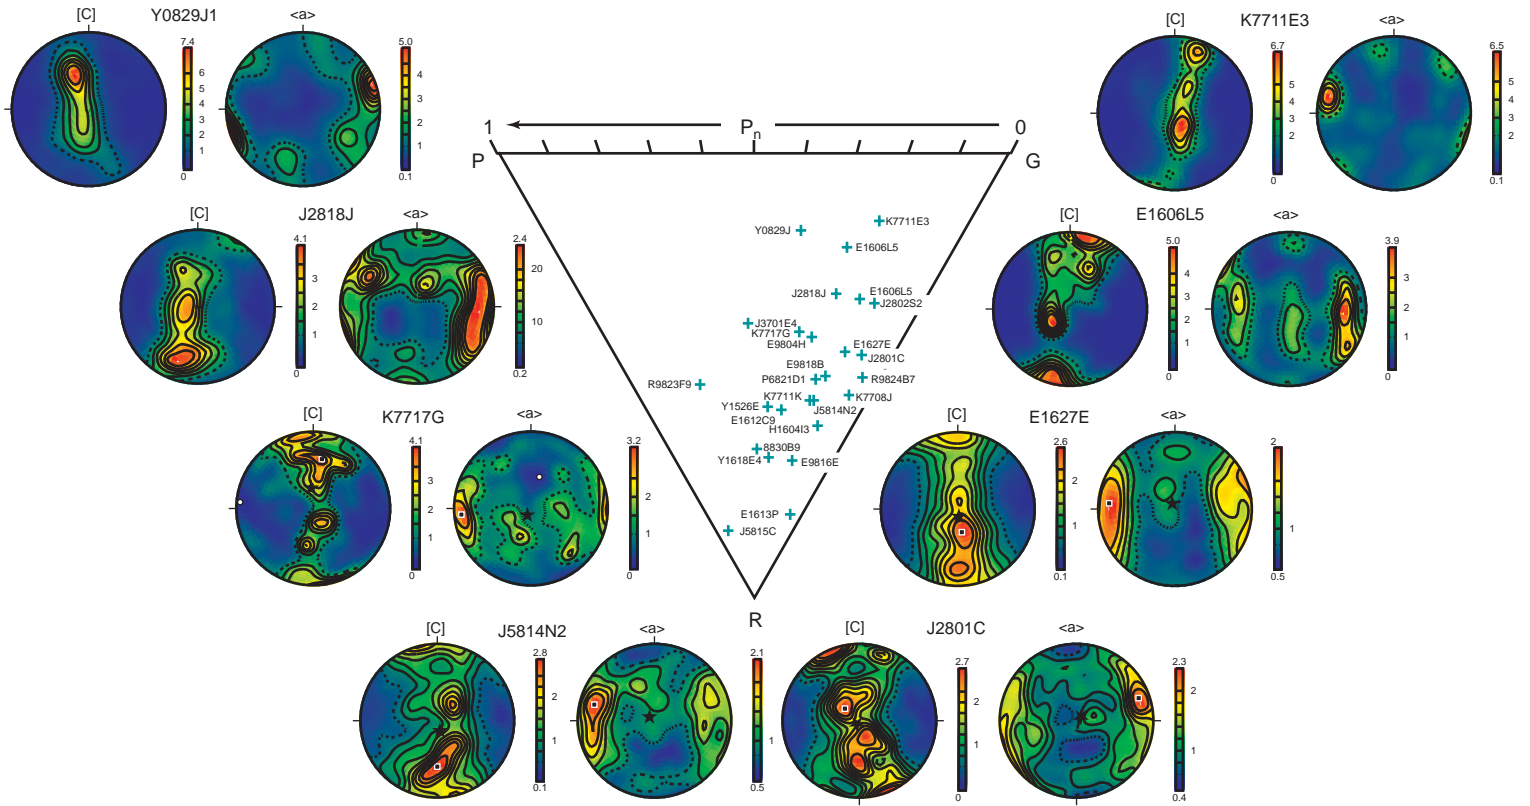 [C] Y0829J1 <a>
7.4
6
5
4
3
2
1
0
5.0
4
3
2
1
0.1
[C] K7711E3 <a>
6.7
5
4
3
2
0
6.5
5
4
3
2
0.1
1 Pn 0
P G
[C] J2818J <a>
4.1
3
2
1
0
2.4
20
10
0.2
[C] E1606L5 <a>
5.0
4
3
2
1
0
3.9
3
2
1
0
Y0829J
K7711E3
E1606L5
J2818J
E1606L5
J2802S2
J3701E4
K7717G
E9804H
E1627E
J2801C
E9818B
P6821D1
R9824B7
R9823F9
K7711K
K7708J
Y1526E
J5814N2
E1612C9
H1604I3
8830B9
Y1618E4
E9816E
E1613P
J5815C
R
[C] K7717G <a>
4.1
3
2
1
0
3.2
2
1
0
[C] E1627E <a>
2.6
2
1
0.1
2
1
0.5
[C] J5814N2 <a>
2.8
2
1
0.1
2.1
1
0.5
[C] J2801C <a>
2.7
2
1
0
2.3
2
1
0.4